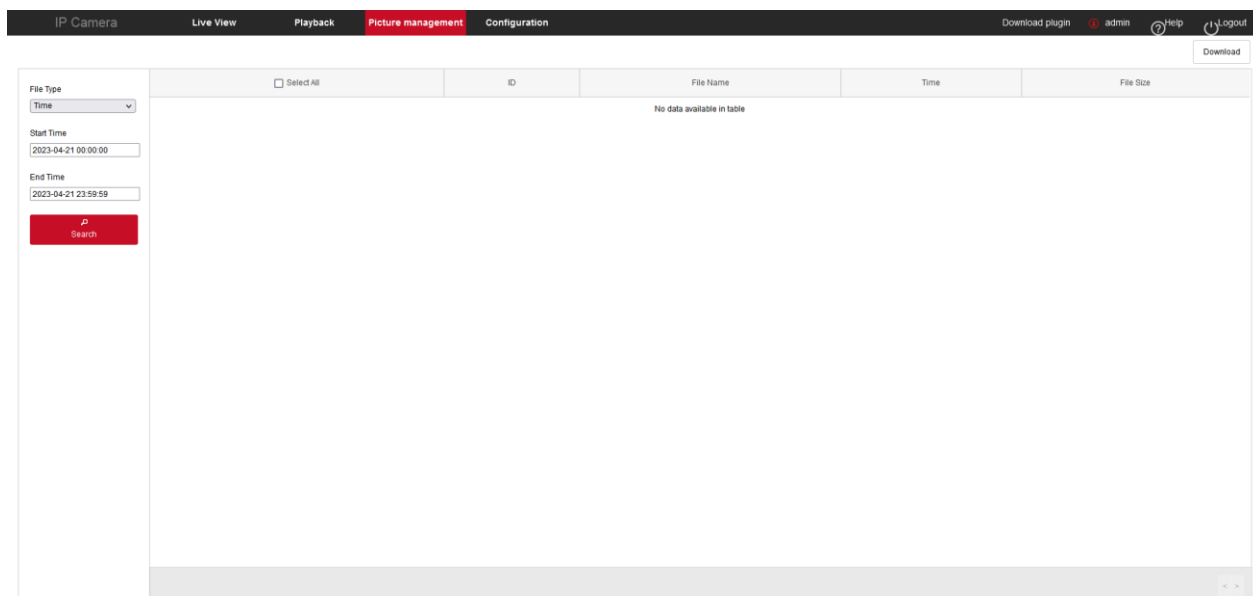 IP Camera Live View Playback Picture management Configuration Download plugin admin Help Logout
Download
File Type
Time
Start Time
2023-04-21 00:00:00
End Time
2023-04-21 23:59:59
Search
Select All ID File Name Time File Size
No data available in table
< >